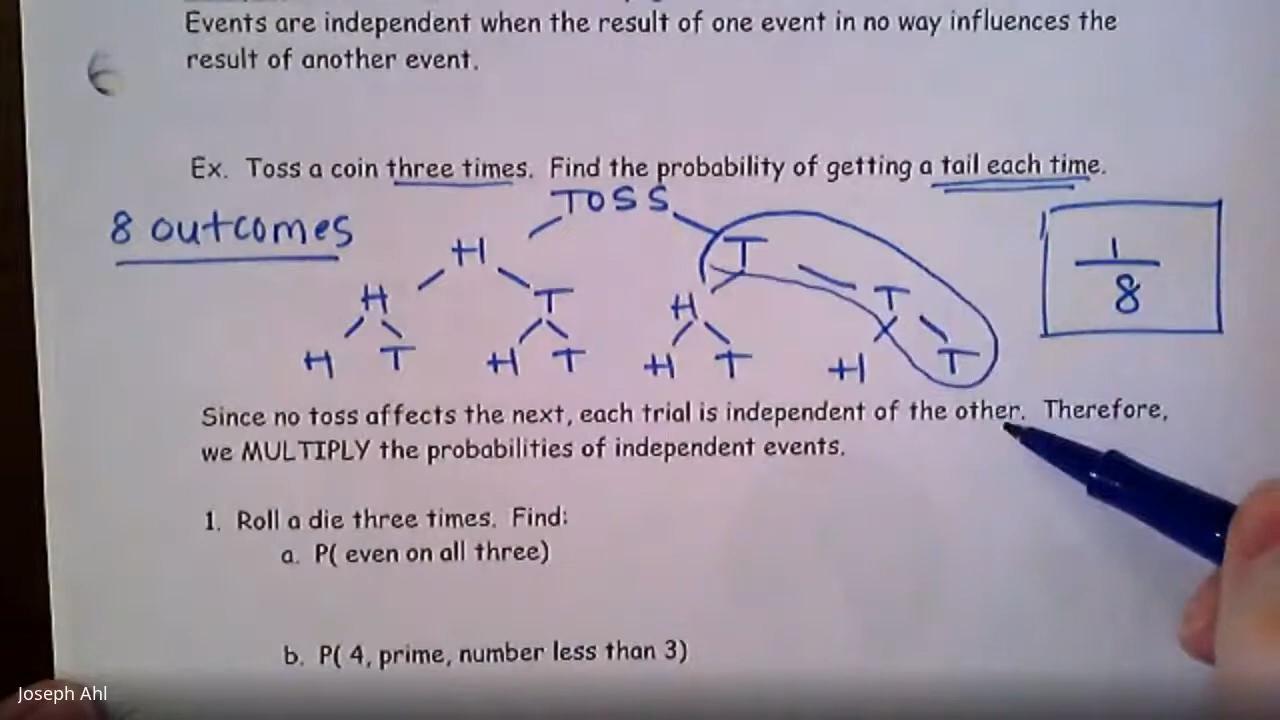 Events are independent when the result of one event in no way influences the
result of another event.
Ex. Toss a coin three times. Find the probability of getting a tail each time.
TOSS
8 outcomes
H T
H T H T
H T H T H T H T
1
8
Since no toss affects the next, each trial is independent of the other. Therefore,
we MULTIPLY the probabilities of independent events.
1. Roll a die three times. Find:
a. P( even on all three)
b. P( 4, prime, number less than 3)
Joseph Ahl